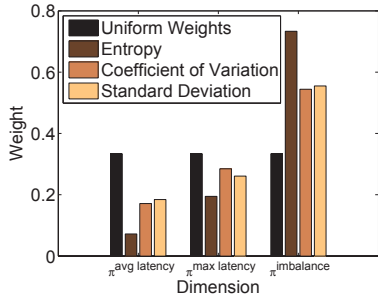 0.8
0.6
0.4
0.2
0
Weight
Uniform Weights
Entropy
Coefficient of Variation
Standard Deviation
π^avg latency π^max latency π^imbalance
Dimension